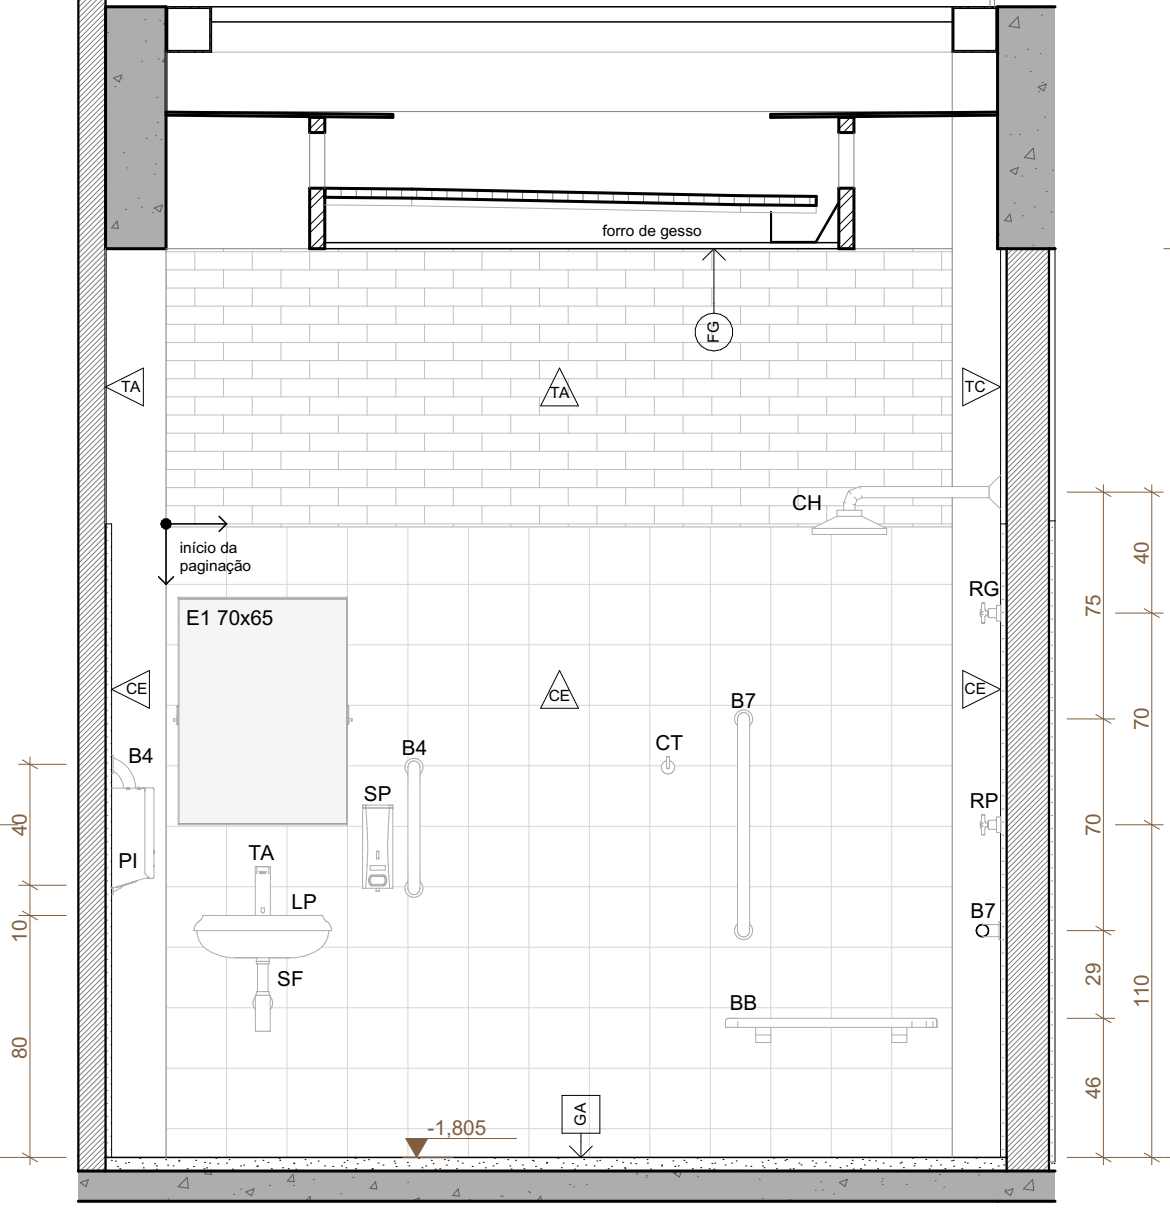 forro de gesso
FG
TA
TA
TC
CH
início da
paginação
40
RG
75
E1 70x65
CE
CE
CE
B7
70
B4
B4
CT
SP
RP
40
70
PI
TA
LP
B7
10
SF
29
110
BB
80
46
GA
-1,805